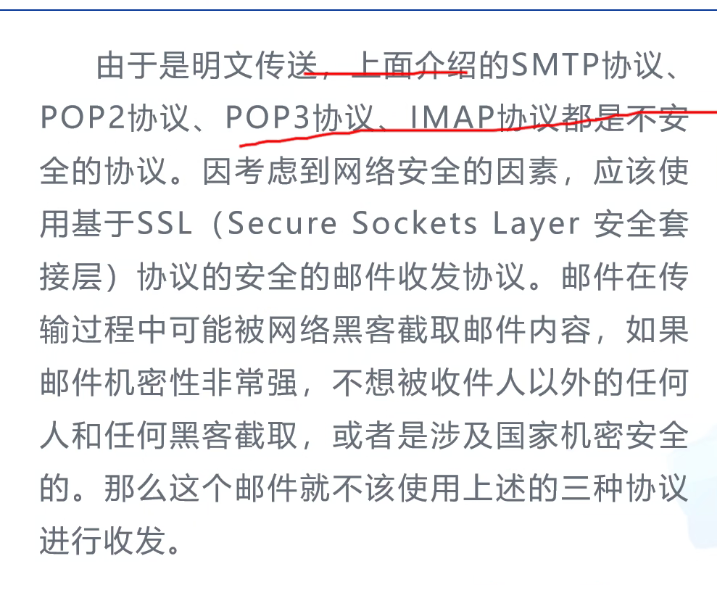 由于是明文传送，上面介绍的SMTP协议、
POP2协议、POP3协议、IMAP协议都是不安
全的协议。因考虑到网络安全的因素，应该使
用基于SSL（Secure Sockets Layer 安全套
接层）协议的安全的邮件收发协议。邮件在传
输过程中可能被网络黑客截取邮件内容，如果
邮件机密性非常强，不想被收件人以外的任何
人和任何黑客截取，或者是涉及国家机密安全
的。那么这个邮件就不该使用上述的三种协议
进行收发。